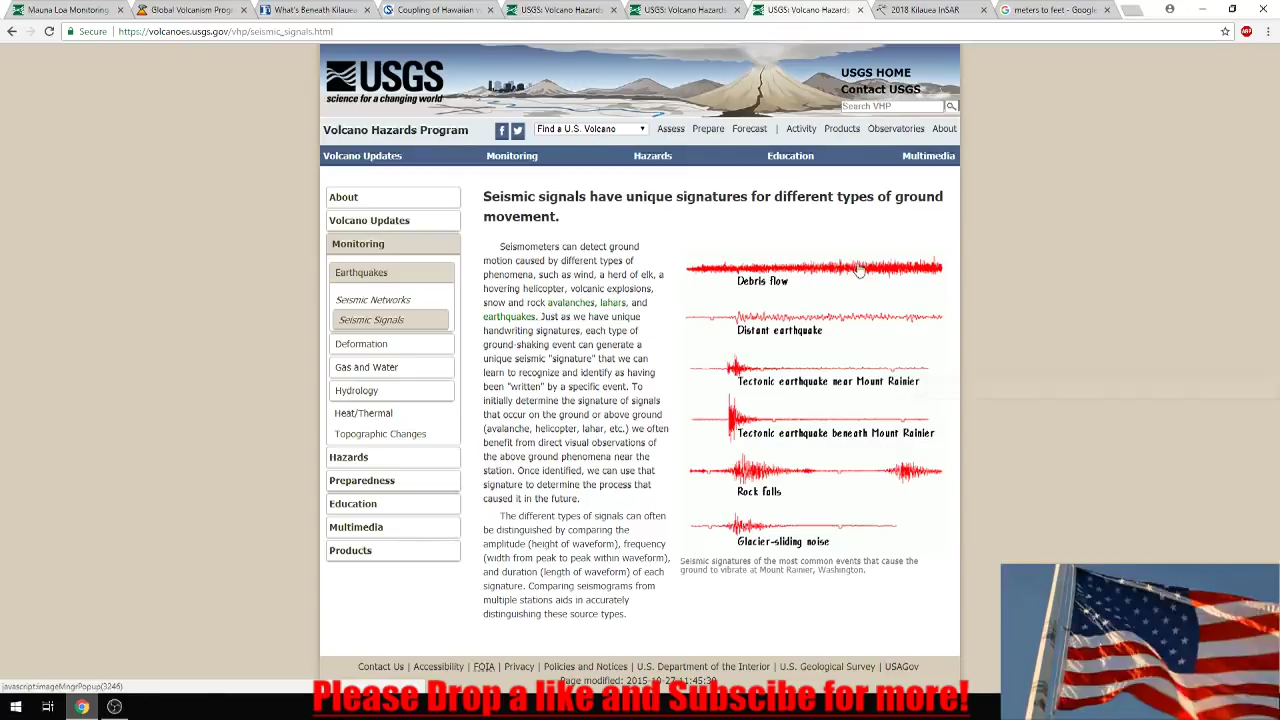 Mauna Loa Monitoring
Global Volcanism Prog
What's Beneath Kilauea
Coupling of Hawaiian v
USGS: Volcano Hazards
USGS: Volcano Hazards
USGS: Volcano Hazards
2018 Kilauea InSAR
meters to feet - Google
Secure
https://volcanoes.usgs.gov/vhp/seismic_signals.html
ABP
USGS
science for a changing world
USGS HOME
Contact USGS
Search VHP
Volcano Hazards Program
Find a U.S. Volcano
Assess Prepare Forecast | Activity Products Observatories About
Volcano Updates Monitoring Hazards Education Multimedia
About
Volcano Updates
Monitoring
Earthquakes
Seismic Networks
Seismic Signals
Deformation
Gas and Water
Hydrology
Heat/Thermal
Topographic Changes
Hazards
Preparedness
Education
Multimedia
Products
Seismic signals have unique signatures for different types of ground
movement.
Seismometers can detect ground
motion caused by different types of
phenomena, such as wind, a herd of elk, a
hovering helicopter, volcanic explosions,
snow and rock avalanches, lahars, and
earthquakes. Just as we have unique
handwriting signatures, each type of
ground-shaking event can generate a
unique seismic "signature" that we can
learn to recognize and identify as having
been "written" by a specific event. To
initially determine the signature of signals
that occur on the ground or above ground
(avalanche, helicopter, lahar, etc.) we often
benefit from direct visual observations of
the above ground phenomena near the
station. Once identified, we can use that
signature to determine the process that
caused it in the future.
The different types of signals can often
be distinguished by comparing the
amplitude (height of waveform), frequency
(width from peak to peak within waveform),
and duration (length of waveform) of each
signature. Comparing seismograms from
multiple stations aids in accurately
distinguishing these source types.
Debris flow
Distant earthquake
Tectonic earthquake near Mount Rainier
Tectonic earthquake beneath Mount Rainier
Rock falls
Glacier-sliding noise
Seismic signatures of the most common events that cause the
ground to vibrate at Mount Rainier, Washington.
Contact Us | Accessibility | FOIA | Privacy | Policies and Notices | U.S. Department of the Interior | U.S. Geological Survey | USAGov
Page modified: 2015-10-27 11:45:39
javascript:imageMngrPopup(3246)
Please Drop a like and Subscibe for more!